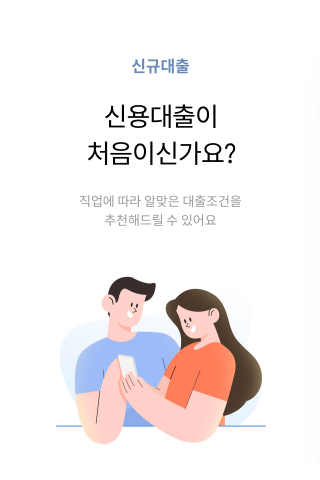 신규대출
신용대출이
처음이신가요?
직업에 따라 알맞은 대출조건을
추천해드릴 수 있어요